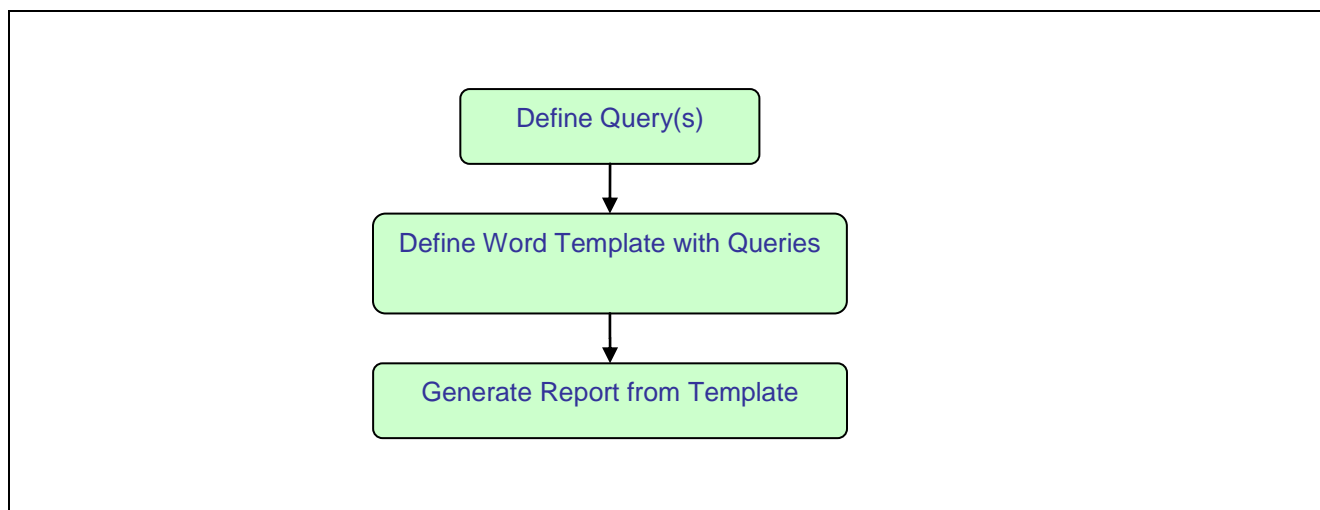 Define Query(s)
Define Word Template with Queries
Generate Report from Template